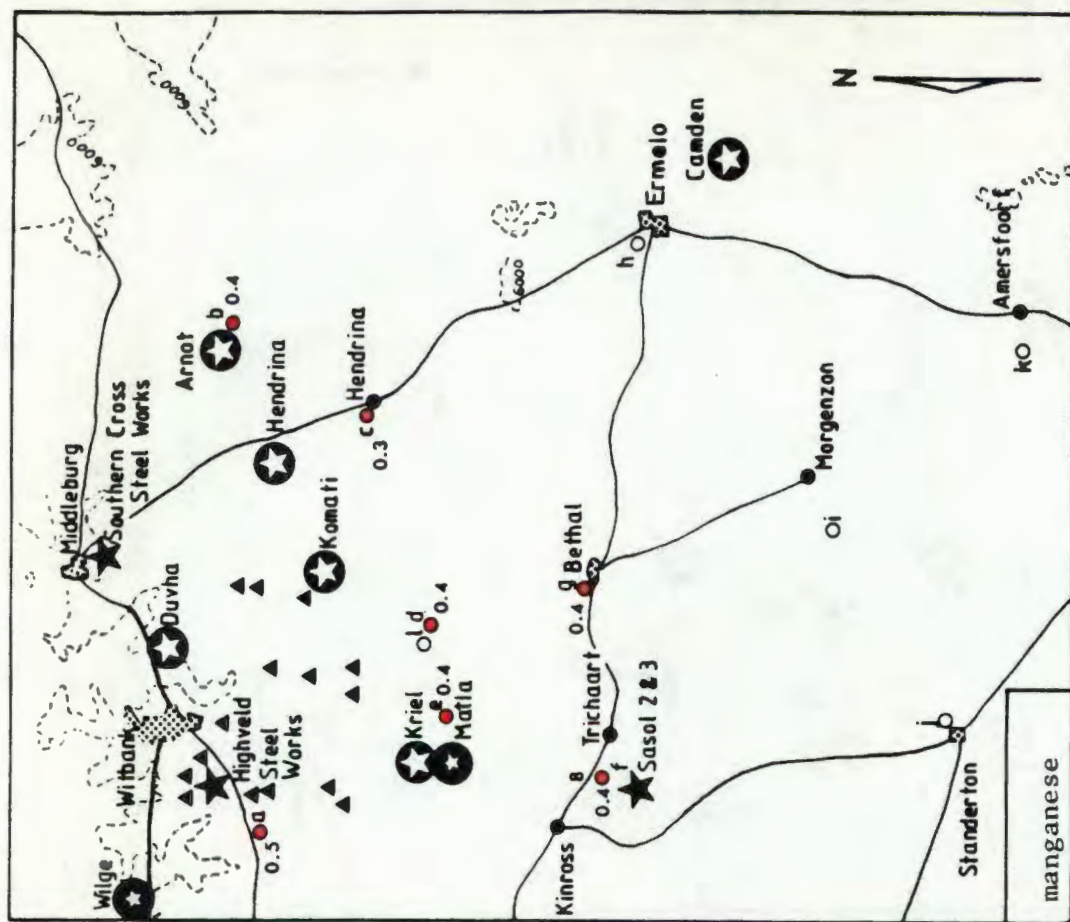 Middleburg
Southern Cross
Steel Works
Duvha
Witbank
Wilge
Highveld
Steel
Works
a
0.5
Arnot
b
0.4
Hendrina
Hendrina
c
0.3
Komati
l d
0.4
Kriel
e
0.4
Matla
6000
h
Ermelo
Camden
N
0.4
g
Bethal
Trichaart
Kinross
8
0.4
f
Sasol 2 & 3
Morgenzon
i
Amersfoort
k
j
Standerton
manganese